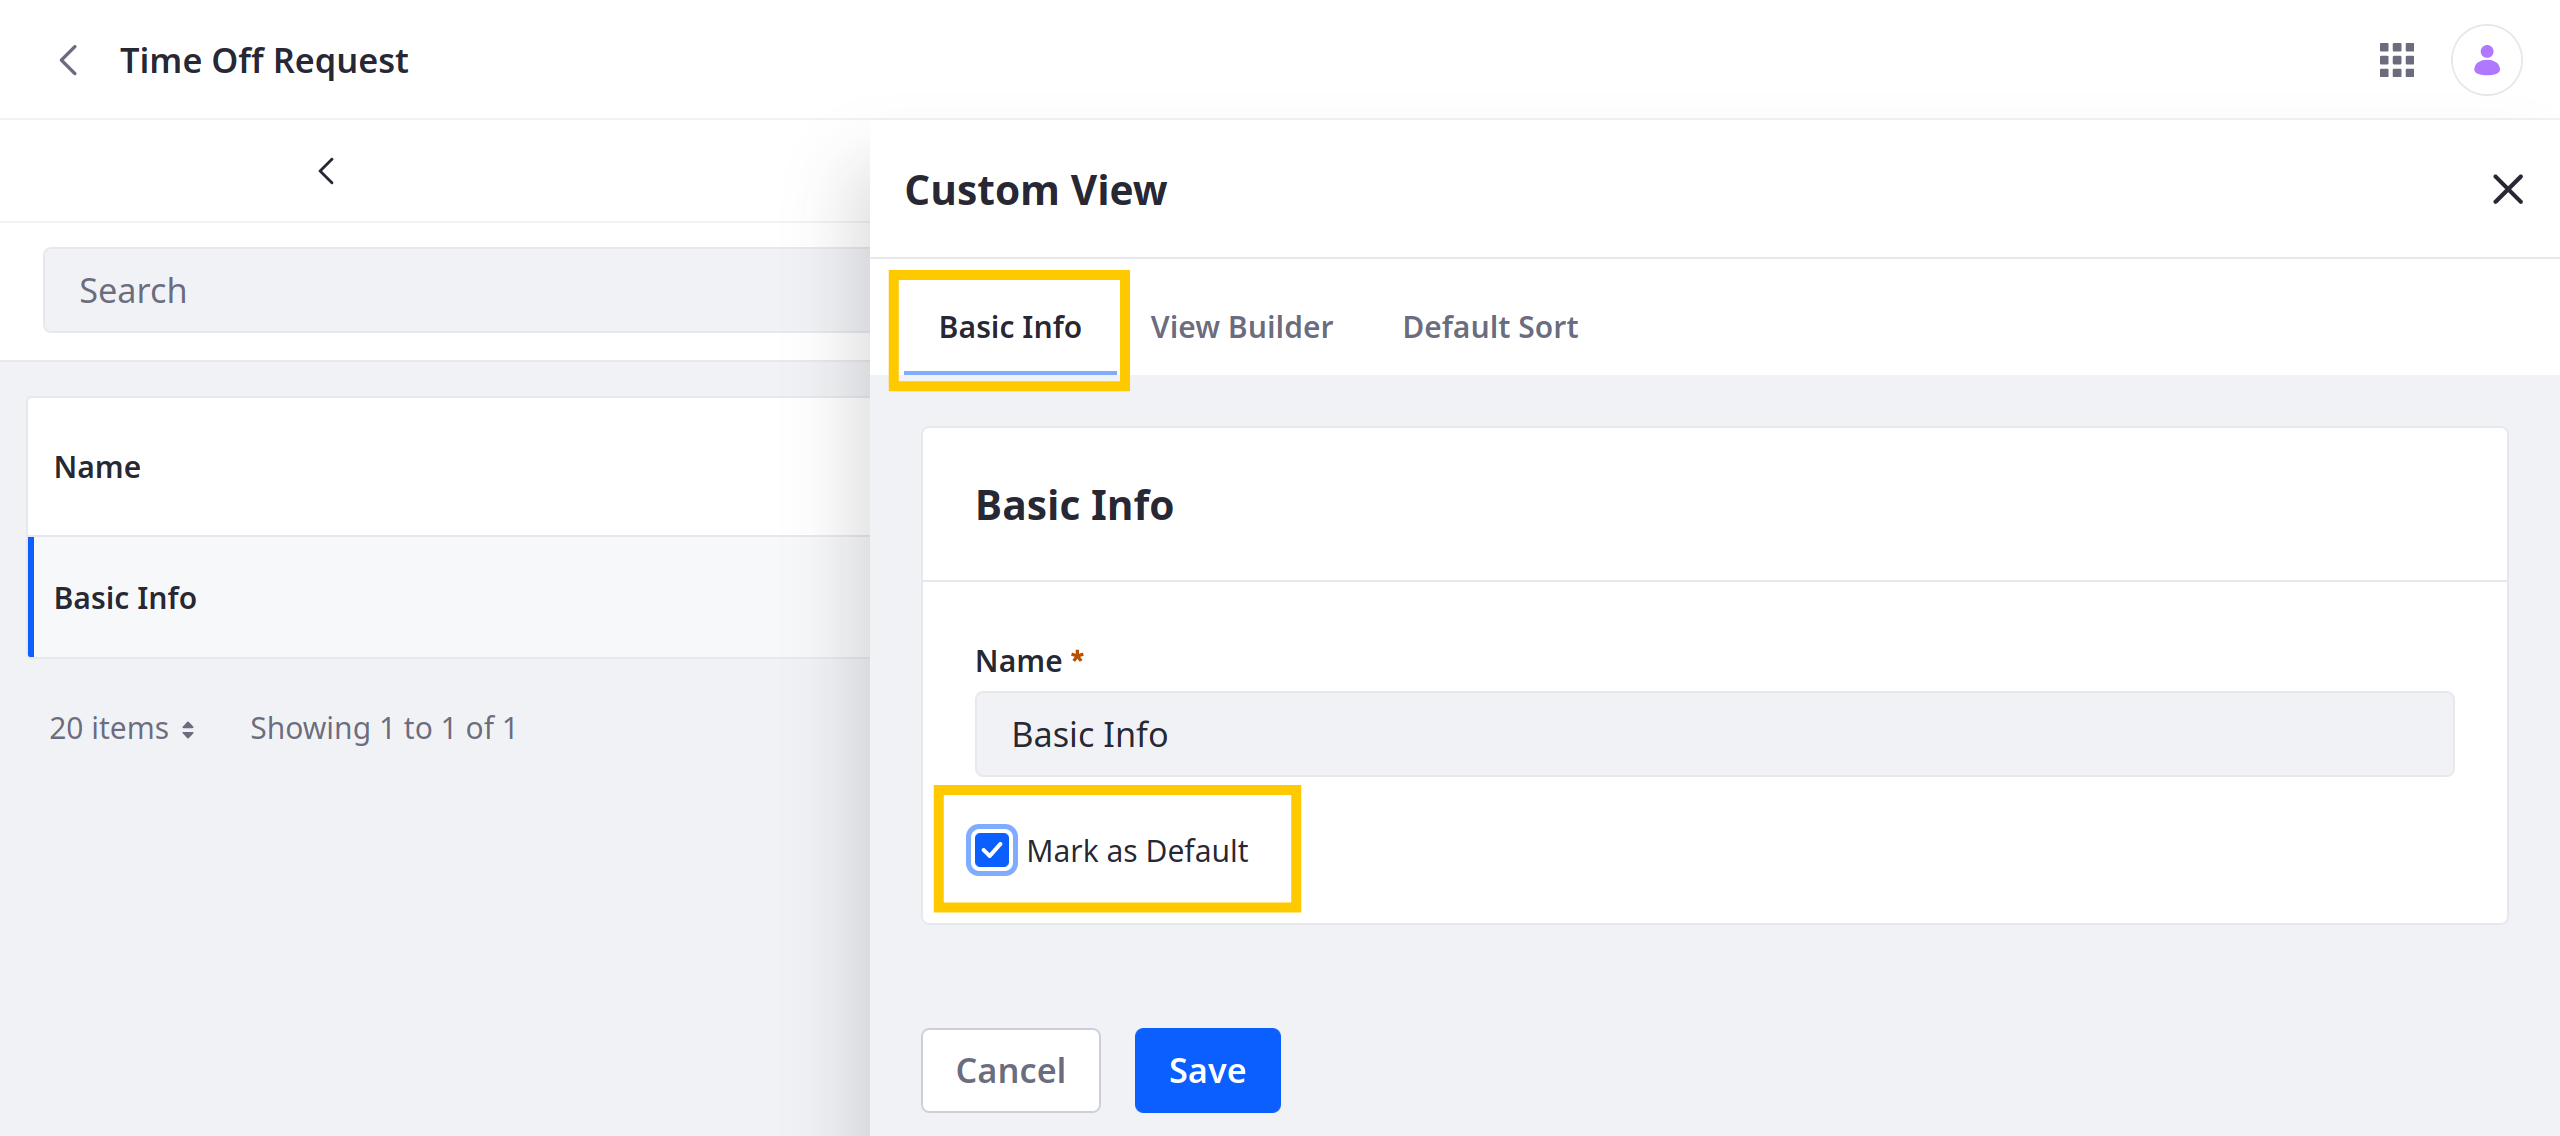 Time Off Request
Search
Name
Basic Info
20 items Showing 1 to 1 of 1
Custom View
Basic Info View Builder Default Sort
Basic Info
Name *
Basic Info
Mark as Default
Cancel Save